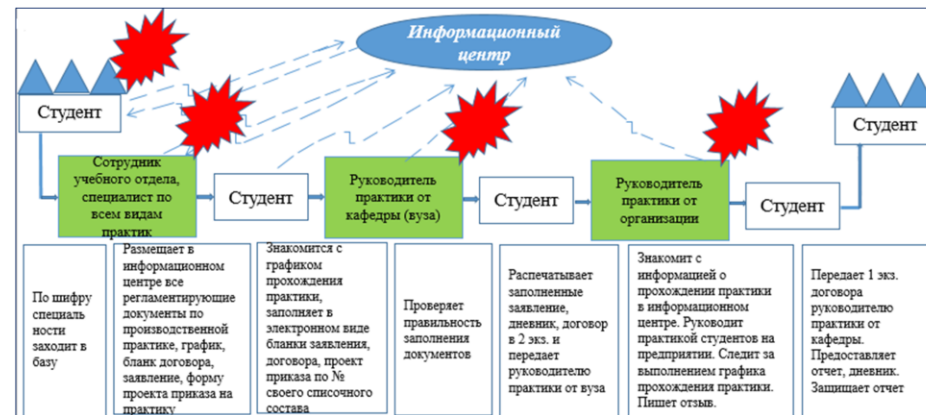 Информационный
центр
Студент
Студент
Сотрудник
учебного отдела,
специалист по
всем видам
практик
Студент
Руководитель
практики от
кафедры (вуза)
Студент
Руководитель
практики от
организации
Студент
По шифру
специаль
ности
заходит в
базу
Размещает в
информационном
центре все
регламентирующие
документы по
производственной
практике, график,
бланк договора,
заявление, форму
проекта приказа на
практику
Знакомится с
графиком
прохождения
практики,
заполняет в
электронном виде
бланки заявления,
договора, проект
приказа по №
своего списочного
состава
Проверяет
правильность
заполнения
документов
Распечатывает
заполненные
заявление,
дневник, договор
в 2 экз. и
передает
руководителю
практики от вуза
Знакомит с
информацией о
прохождении практики
в информационном
центре. Руководит
практикой студентов на
предприятии. Следит за
выполнением графика
прохождения практики.
Пишет отзыв.
Передает 1 экз.
договора
руководителю
практики от
кафедры.
Предоставляет
отчет, дневник.
Защищает отчет